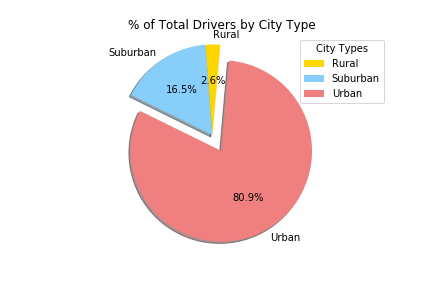 % of Total Drivers by City Type
Rural
Suburban
City Types
Rural
Suburban
Urban
2.6%
16.5%
80.9%
Urban